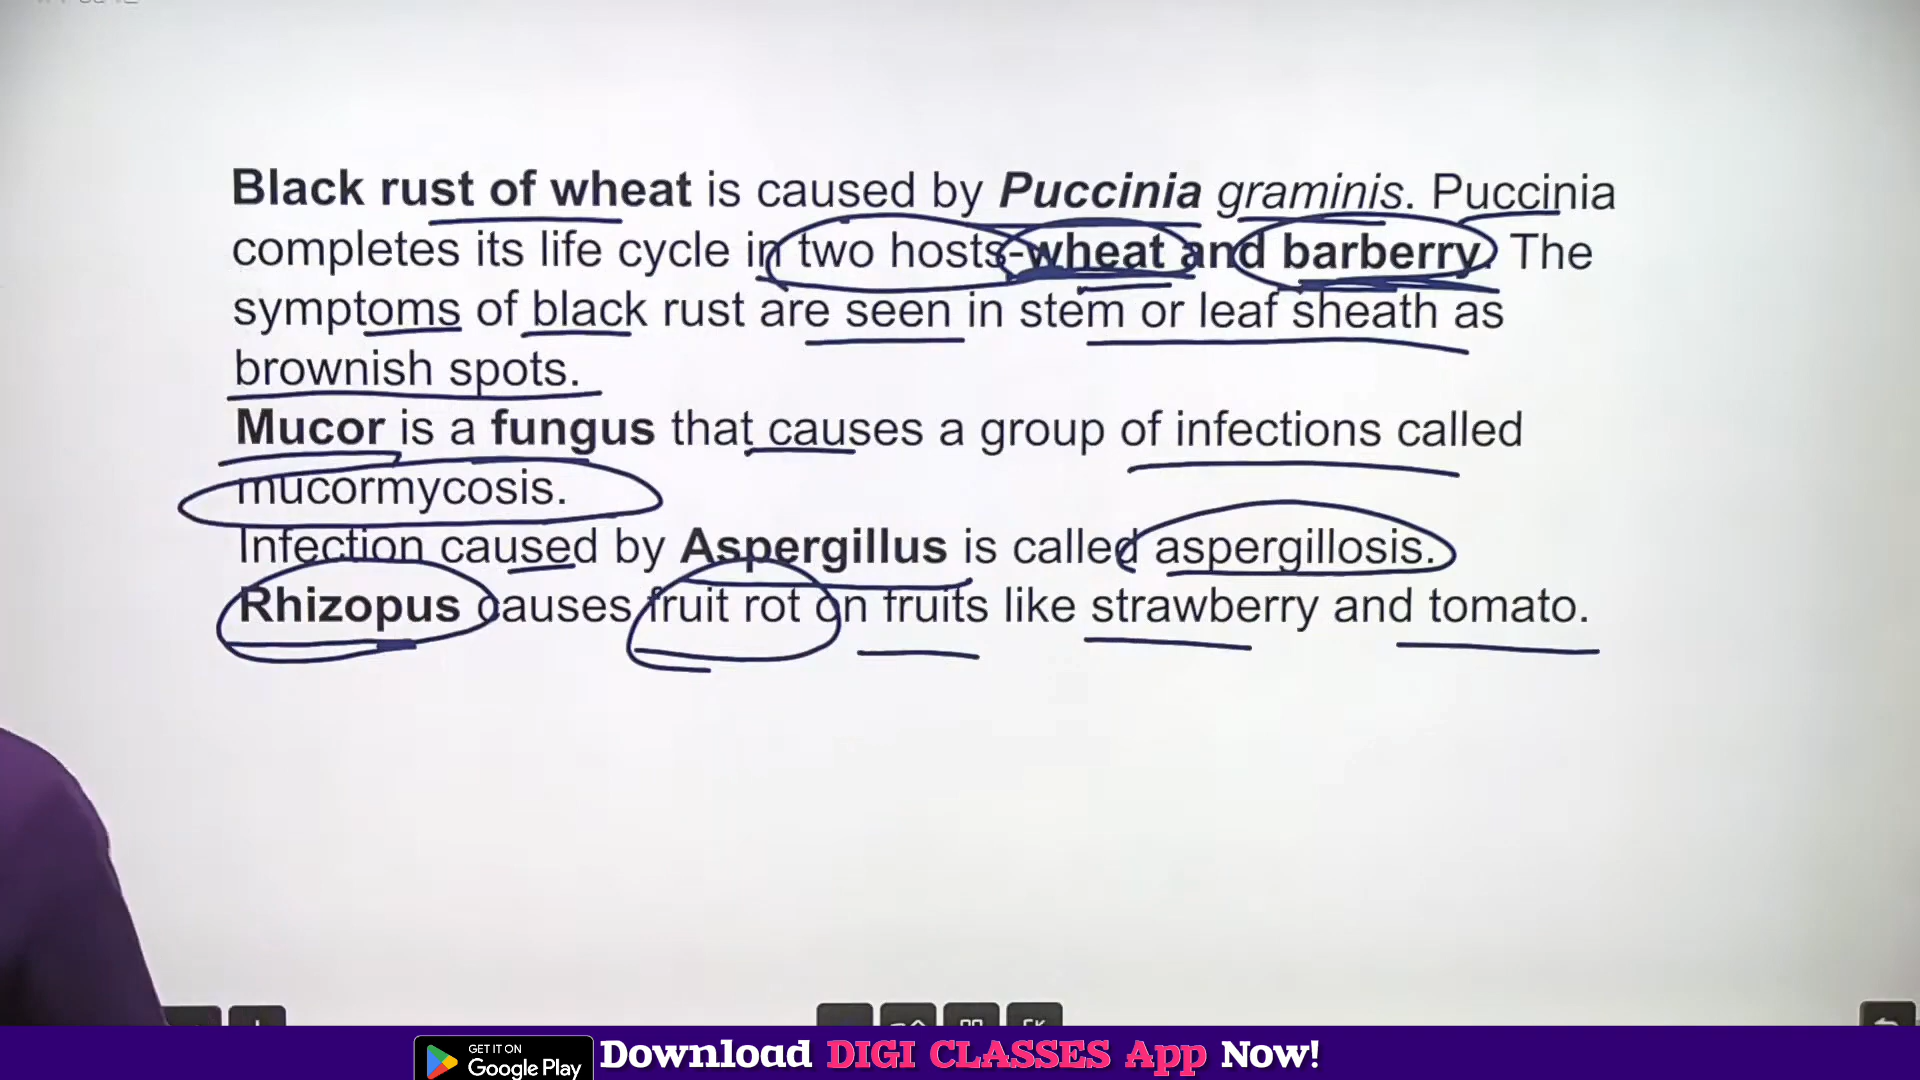 Black rust of wheat is caused by Puccinia graminis. Puccinia
completes its life cycle in two hosts-wheat and barberry. The
symptoms of black rust are seen in stem or leaf sheath as
brownish spots.
Mucor is a fungus that causes a group of infections called
mucormycosis.
Infection caused by Aspergillus is called aspergillosis.
Rhizopus causes fruit rot on fruits like strawberry and tomato.
GET IT ON
Google Play
Download DIGI CLASSES App Now!